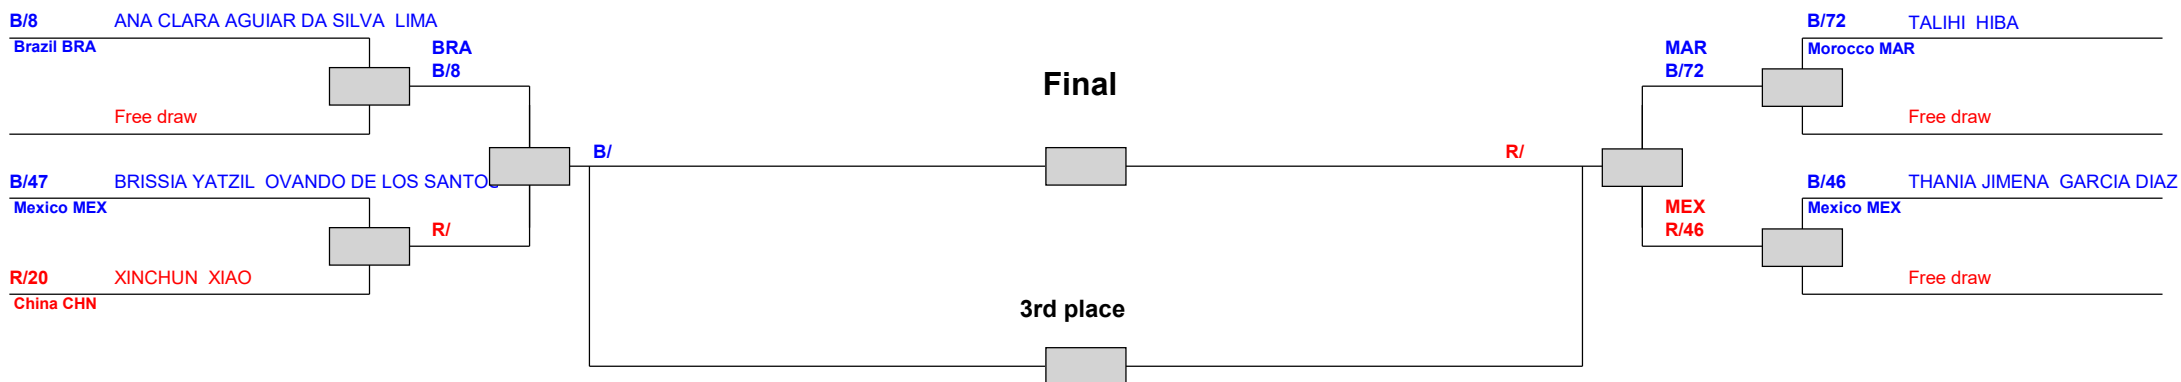 B/8 ANA CLARA AGUIAR DA SILVA LIMA
Brazil BRA
BRA
B/8
Free draw
B/47 BRISSIA YATZIL OVANDO DE LOS SANTOS
Mexico MEX
R/
R/20 XINCHUN XIAO
China CHN
B/
Final
3rd place
R/
MAR
B/72
MEX
R/46
B/72 TALIHI HIBA
Morocco MAR
Free draw
B/46 THANIA JIMENA GARCIA DIAZ
Mexico MEX
Free draw